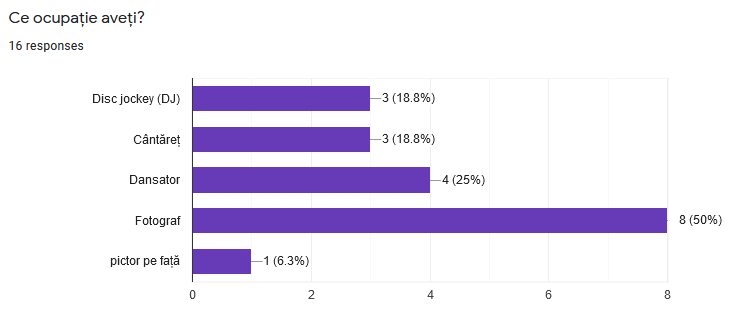 Ce ocupație aveți?
16 responses
Disc jockey (DJ)
3 (18.8%)
Cântăreț
3 (18.8%)
Dansator
4 (25%)
Fotograf
8 (50%)
pictor pe față
1 (6.3%)
0 2 4 6 8